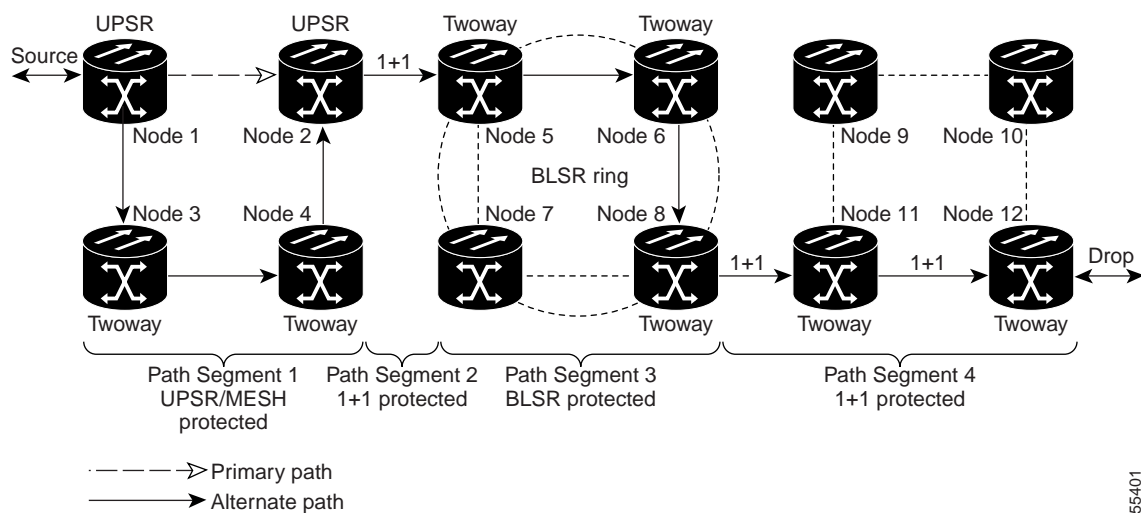 UPSR
UPSR
Twoway
Twoway
Source
1+1
Node 1
Node 2
Node 5
Node 6
Node 9
Node 10
BLSR ring
Node 3
Node 4
Node 7
Node 8
Node 11
Node 12
1+1
1+1
Drop
Twoway
Twoway
Twoway
Twoway
Twoway
Path Segment 1
UPSR/MESH
protected
Path Segment 2
1+1 protected
Path Segment 3
BLSR protected
Path Segment 4
1+1 protected
Primary path
Alternate path
55401